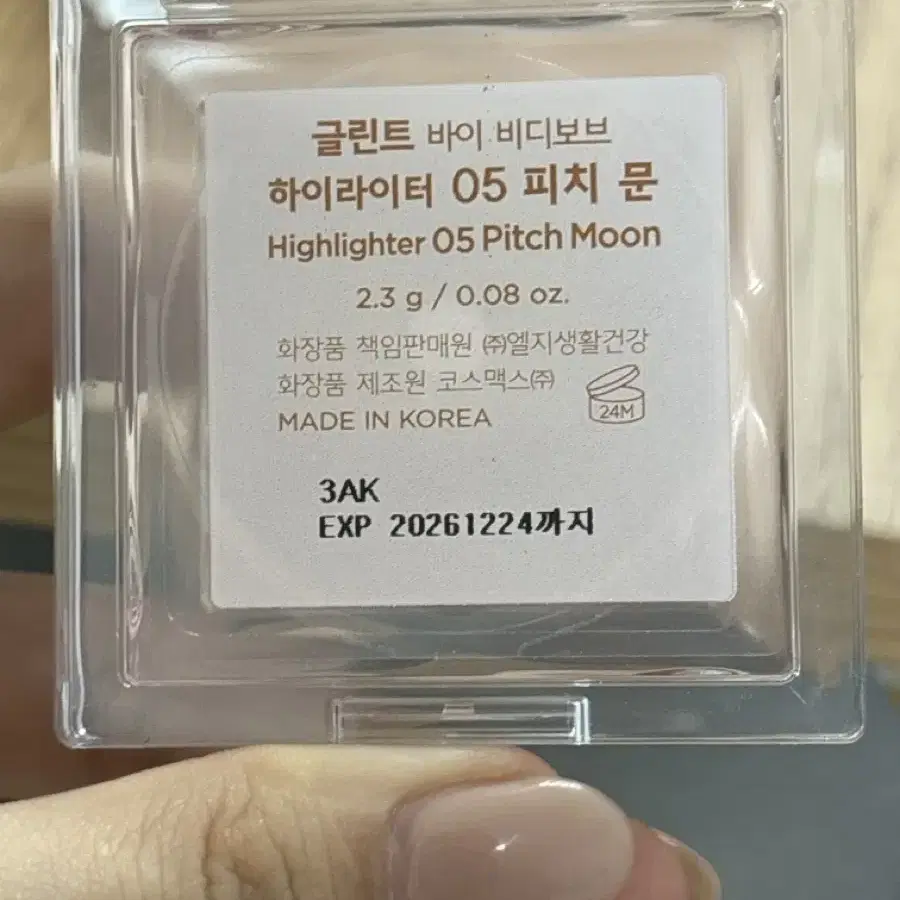 글린트 바이 비디보브
하이라이터 05 피치 문
Highlighter 05 Pitch Moon
2.3 g / 0.08 oz.
화장품 책임판매원 ㈜엘지생활건강
화장품 제조원 코스맥스㈜
24M
MADE IN KOREA
3AK
EXP 20261224까지